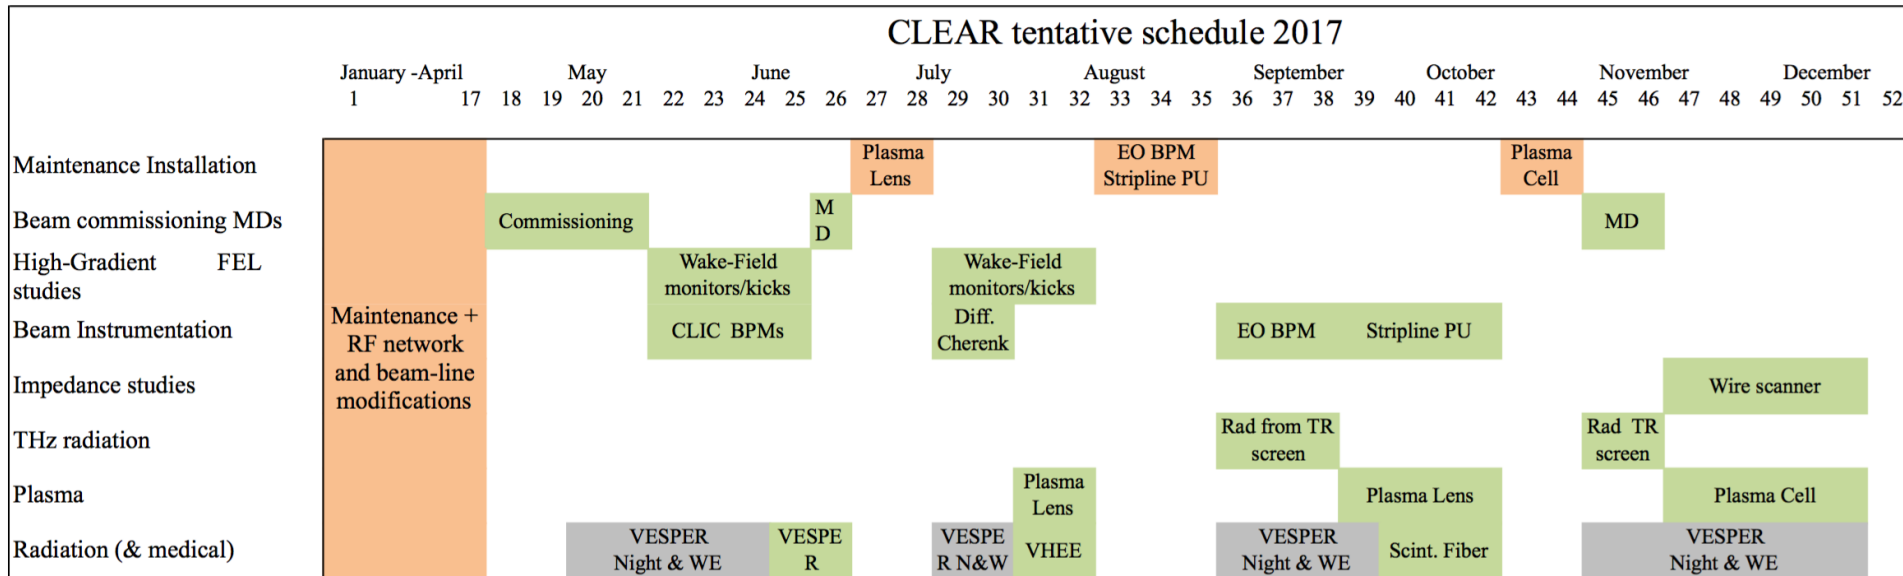 CLEAR tentative schedule 2017
January -April May June July August September October November December
1 17 18 19 20 21 22 23 24 25 26 27 28 29 30 31 32 33 34 35 36 37 38 39 40 41 42 43 44 45 46 47 48 49 50 51 52
Maintenance Installation
Plasma
Lens
EO BPM
Stripline PU
Plasma
Cell
Beam commissioning MDs
Commissioning
M
D
MD
High-Gradient FEL
studies
Wake-Field
monitors/kicks
Wake-Field
monitors/kicks
Maintenance +
RF network
and beam-line
modifications
Beam Instrumentation
CLIC BPMs
Diff.
Cherenk
EO BPM Stripline PU
Impedance studies
Wire scanner
THz radiation
Rad from TR
screen
Rad TR
screen
Plasma
Plasma
Lens
Plasma Lens
Plasma Cell
Radiation (& medical)
VESPER
Night & WE
VESPE
R
VESPE
R N&W
VHEE
VESPER
Night & WE
Scint. Fiber
VESPER
Night & WE